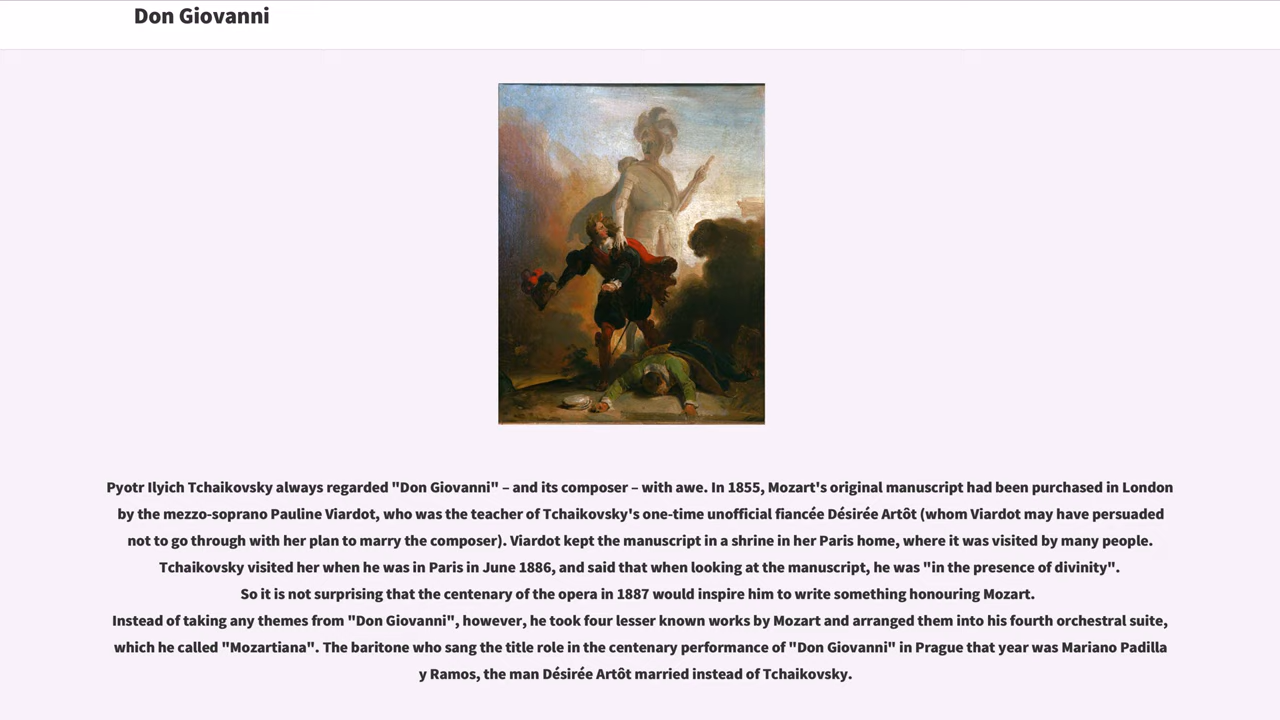 Don Giovanni
Pyotr Ilyich Tchaikovsky always regarded "Don Giovanni" – and its composer – with awe. In 1855, Mozart's original manuscript had been purchased in London
by the mezzo-soprano Pauline Viardot, who was the teacher of Tchaikovsky's one-time unofficial fiancée Désirée Artôt (whom Viardot may have persuaded
not to go through with her plan to marry the composer). Viardot kept the manuscript in a shrine in her Paris home, where it was visited by many people.
Tchaikovsky visited her when he was in Paris in June 1886, and said that when looking at the manuscript, he was "in the presence of divinity".
So it is not surprising that the centenary of the opera in 1887 would inspire him to write something honouring Mozart.
Instead of taking any themes from "Don Giovanni", however, he took four lesser known works by Mozart and arranged them into his fourth orchestral suite,
which he called "Mozartiana". The baritone who sang the title role in the centenary performance of "Don Giovanni" in Prague that year was Mariano Padilla
y Ramos, the man Désirée Artôt married instead of Tchaikovsky.